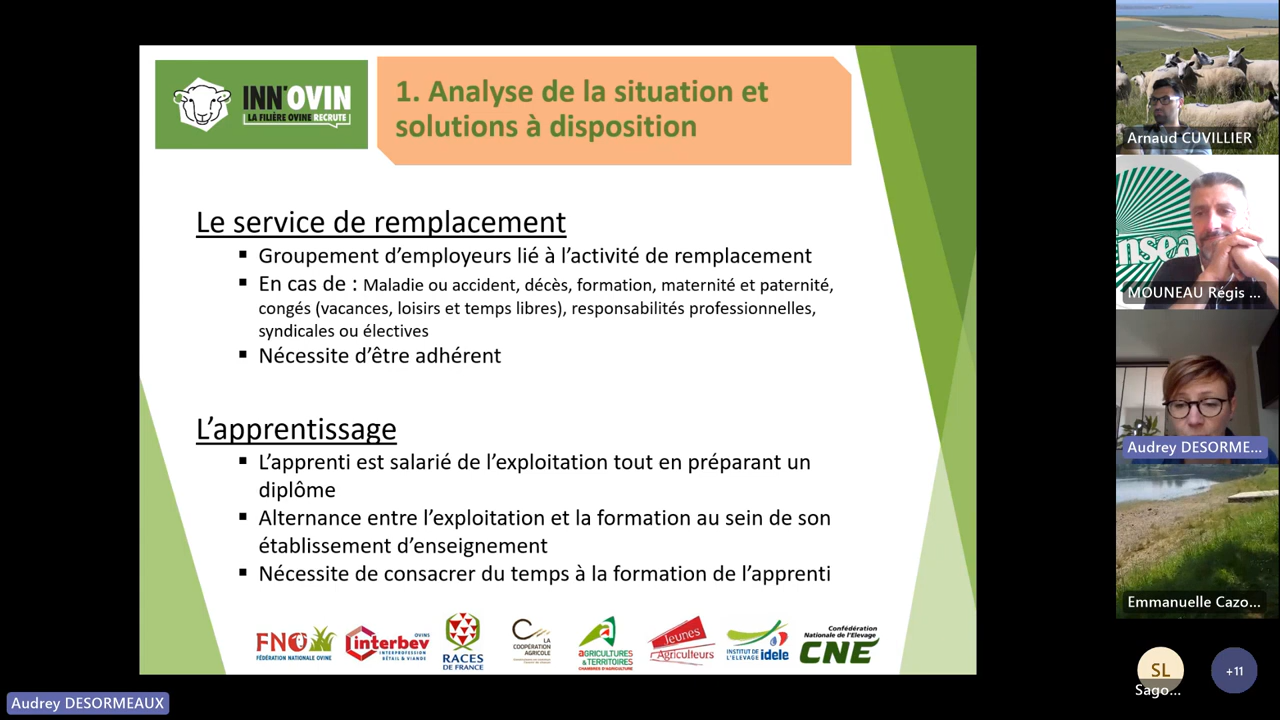 INN'OVIN
LA FILIÈRE OVINE RECRUTE
1. Analyse de la situation et
solutions à disposition
Le service de remplacement
▪ Groupement d'employeurs lié à l'activité de remplacement
▪ En cas de : Maladie ou accident, décès, formation, maternité et paternité,
congés (vacances, loisirs et temps libres), responsabilités professionnelles,
syndicales ou électives
▪ Nécessite d'être adhérent
L'apprentissage
▪ L'apprenti est salarié de l'exploitation tout en préparant un
diplôme
▪ Alternance entre l'exploitation et la formation au sein de son
établissement d'enseignement
▪ Nécessite de consacrer du temps à la formation de l'apprenti
FNO
FÉDÉRATION NATIONALE OVINE
OVINS
interbev
INTERPROFESSION
BÉTAIL & VIANDE
RACES
DE FRANCE
LA
COOPÉRATION
AGRICOLE
AGRICULTURES
& TERRITOIRES
CHAMBRES D'AGRICULTURE
Jeunes
Agriculteurs
INSTITUT DE
L'ELEVAGE idele
Confédération
Nationale de l'Elevage
CNE
Arnaud CUVILLIER
MOUNEAU Régis ...
Audrey DESORME...
Emmanuelle Cazo...
SL
Sago...
+11
Audrey DESORMEAUX